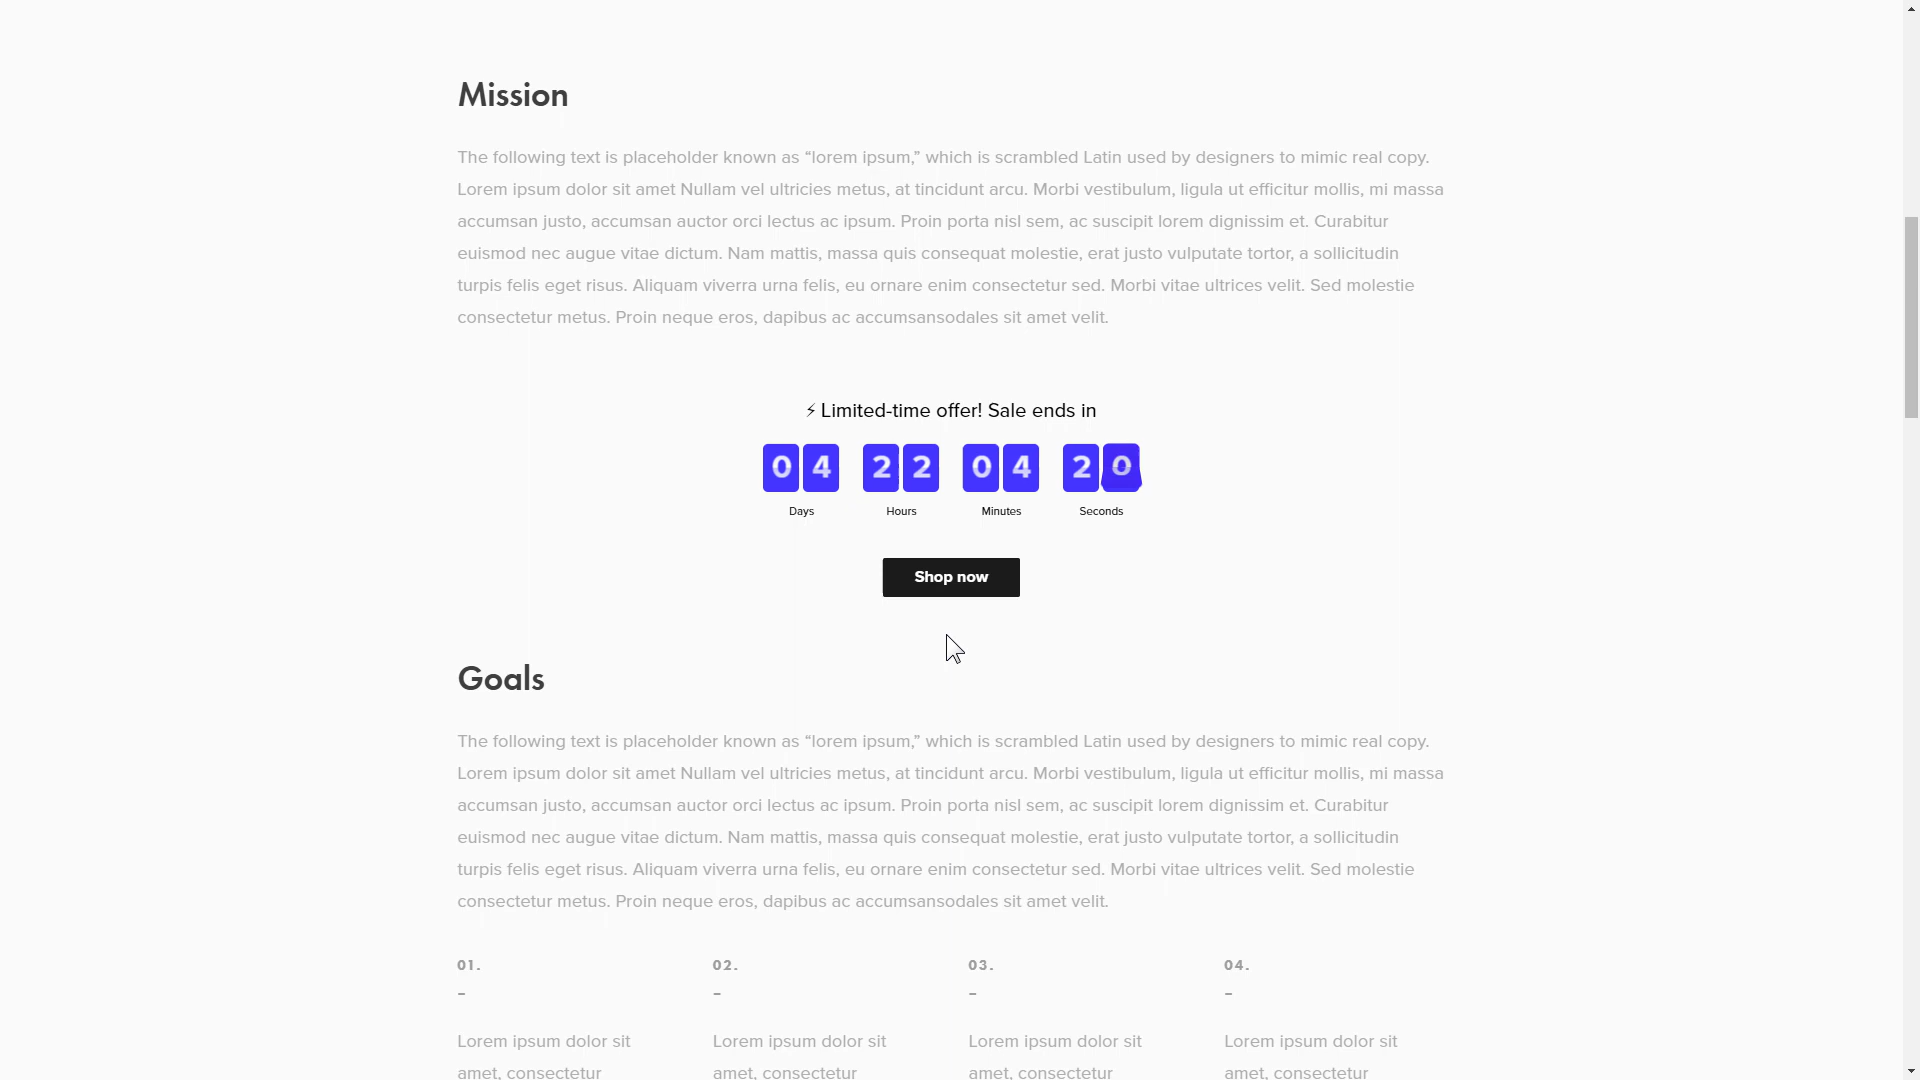 Mission
The following text is placeholder known as “lorem ipsum,” which is scrambled Latin used by designers to mimic real copy.
Lorem ipsum dolor sit amet Nullam vel ultricies metus, at tincidunt arcu. Morbi vestibulum, ligula ut efficitur mollis, mi massa
accumsan justo, accumsan auctor orci lectus ac ipsum. Proin porta nisl sem, ac suscipit lorem dignissim et. Curabitur
euismod nec augue vitae dictum. Nam mattis, massa quis consequat molestie, erat justo vulputate tortor, a sollicitudin
turpis felis eget risus. Aliquam viverra urna felis, eu ornare enim consectetur sed. Morbi vitae ultrices velit. Sed molestie
consectetur metus. Proin neque eros, dapibus ac accumsansodales sit amet velit.
⚡ Limited-time offer! Sale ends in
04 22 04 20
Days Hours Minutes Seconds
Shop now
Goals
The following text is placeholder known as “lorem ipsum,” which is scrambled Latin used by designers to mimic real copy.
Lorem ipsum dolor sit amet Nullam vel ultricies metus, at tincidunt arcu. Morbi vestibulum, ligula ut efficitur mollis, mi massa
accumsan justo, accumsan auctor orci lectus ac ipsum. Proin porta nisl sem, ac suscipit lorem dignissim et. Curabitur
euismod nec augue vitae dictum. Nam mattis, massa quis consequat molestie, erat justo vulputate tortor, a sollicitudin
turpis felis eget risus. Aliquam viverra urna felis, eu ornare enim consectetur sed. Morbi vitae ultrices velit. Sed molestie
consectetur metus. Proin neque eros, dapibus ac accumsansodales sit amet velit.
01. 02. 03. 04.
– – – –
Lorem ipsum dolor sit Lorem ipsum dolor sit Lorem ipsum dolor sit Lorem ipsum dolor sit
amet, consectetur amet, consectetur amet, consectetur amet, consectetur